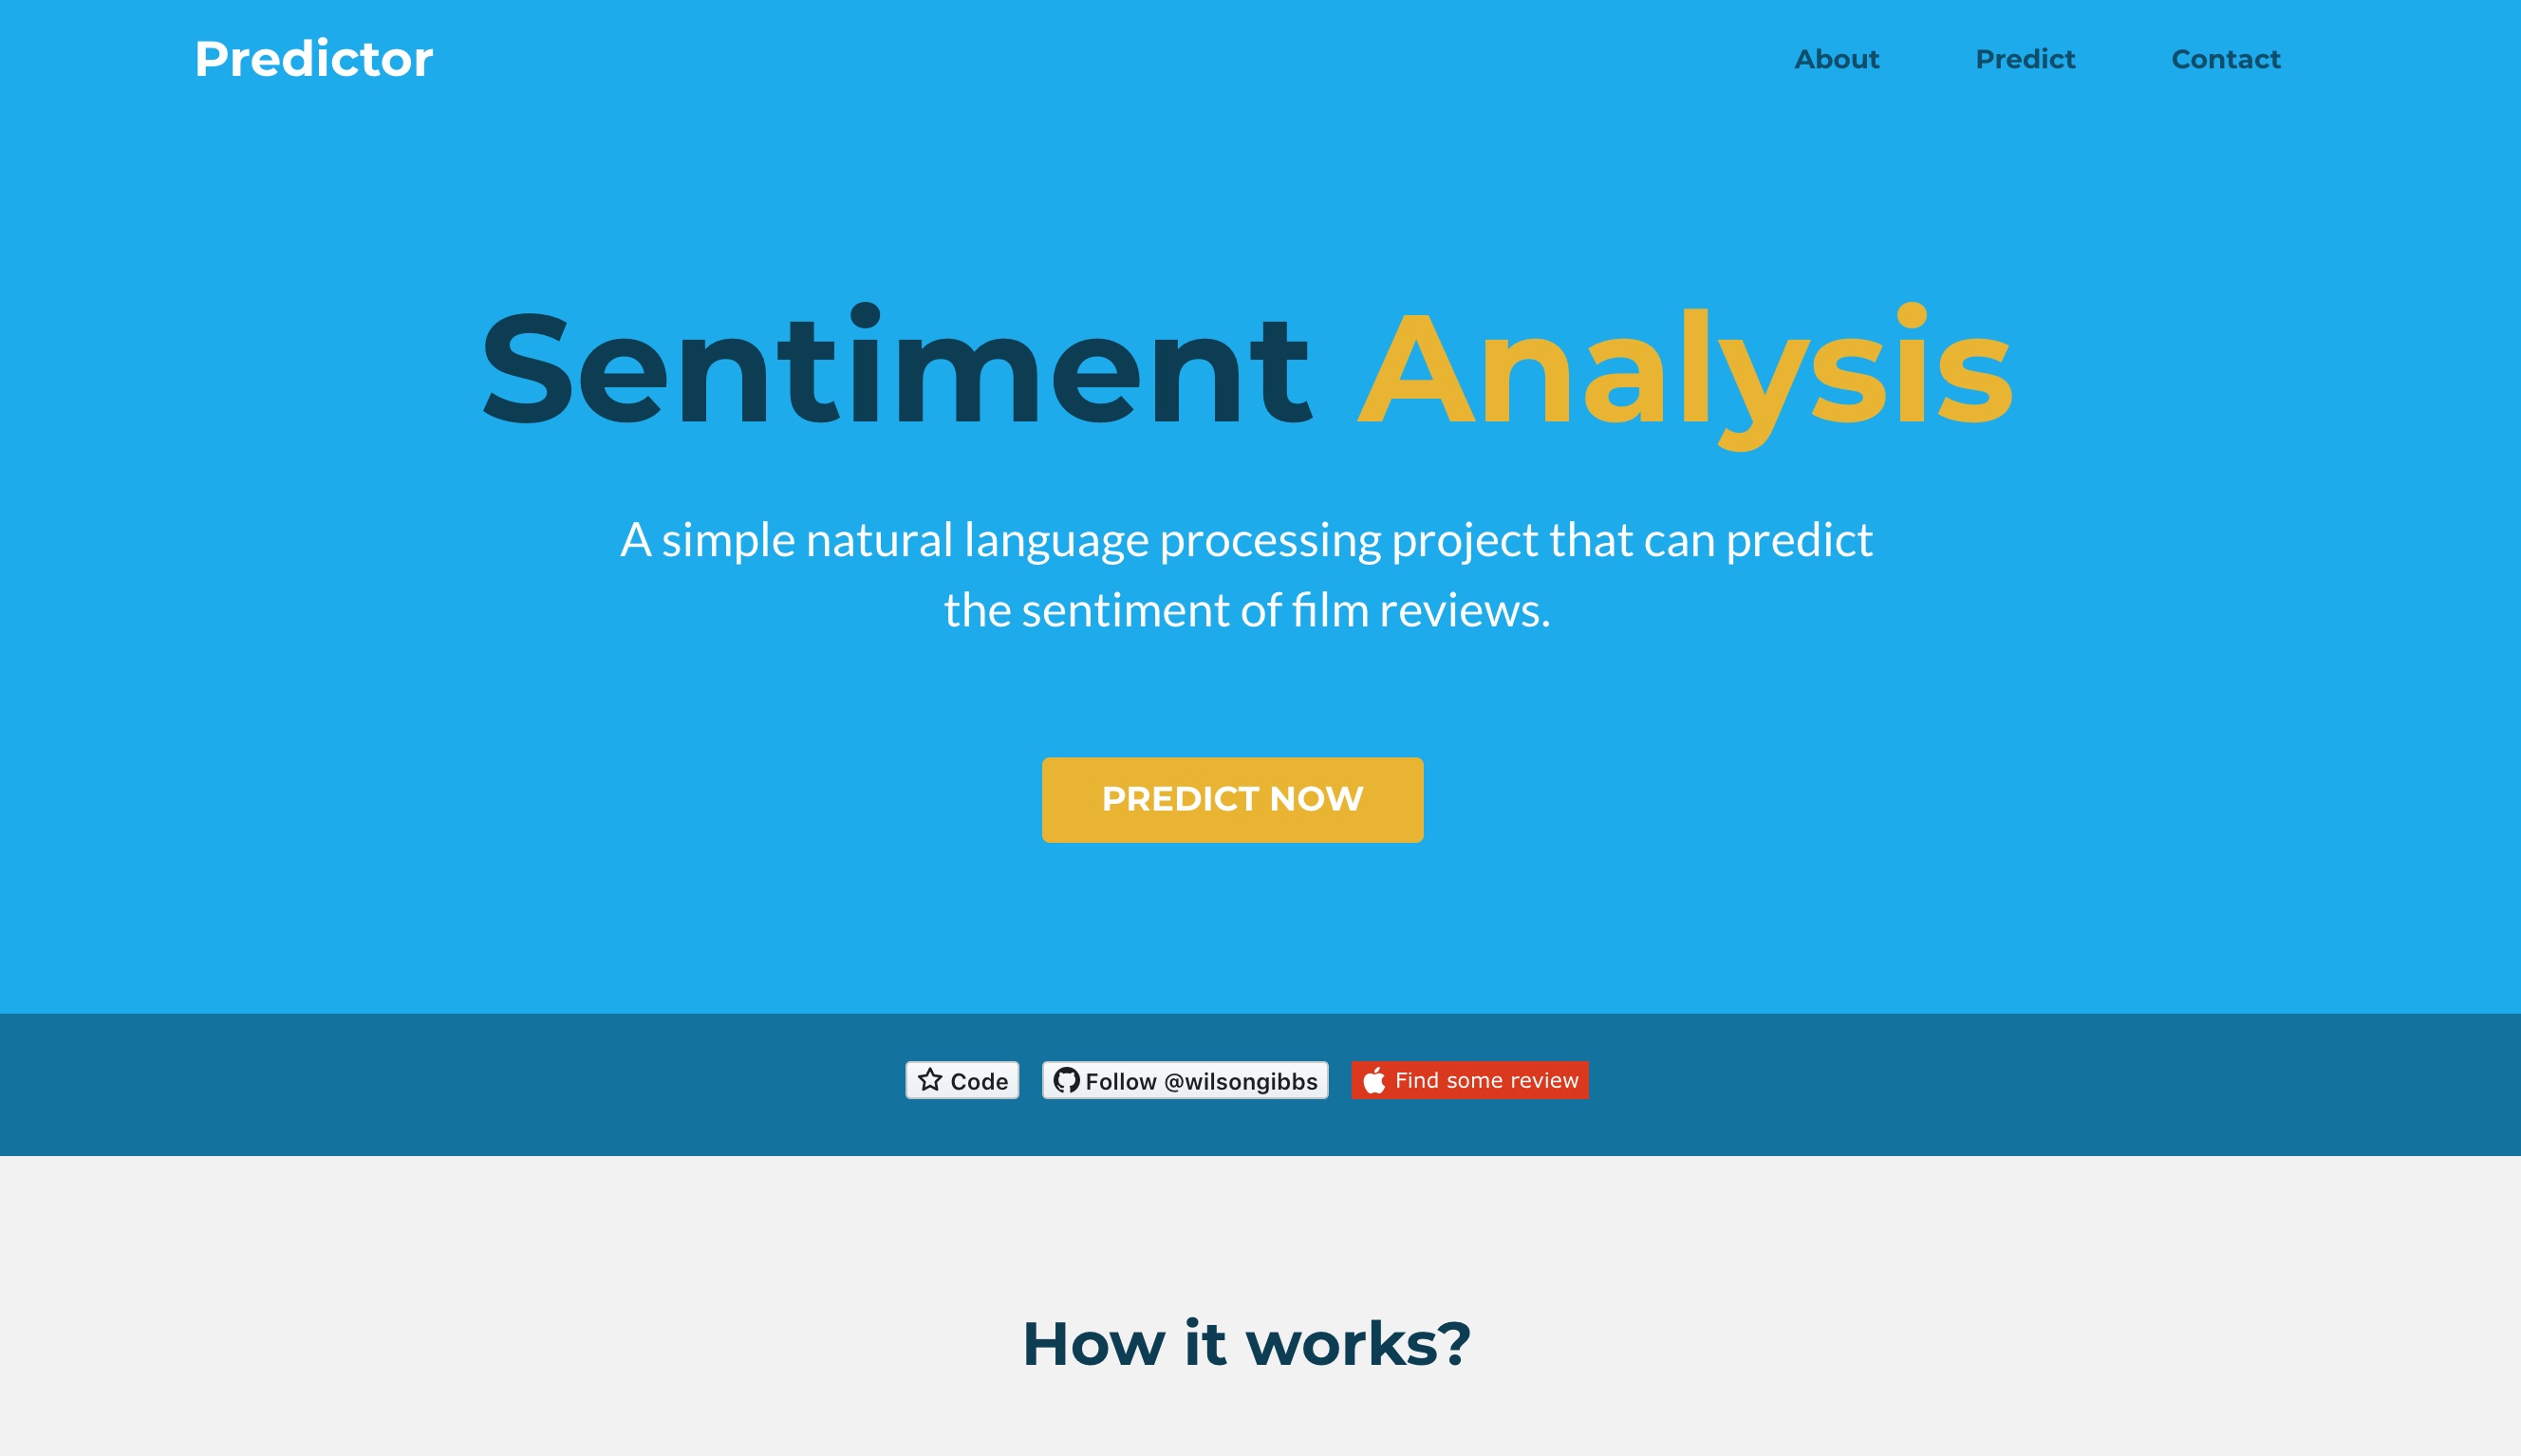 Predictor
About Predict Contact
Sentiment Analysis
A simple natural language processing project that can predict
the sentiment of film reviews.
PREDICT NOW
Code Follow @wilsongibbs Find some review
How it works?